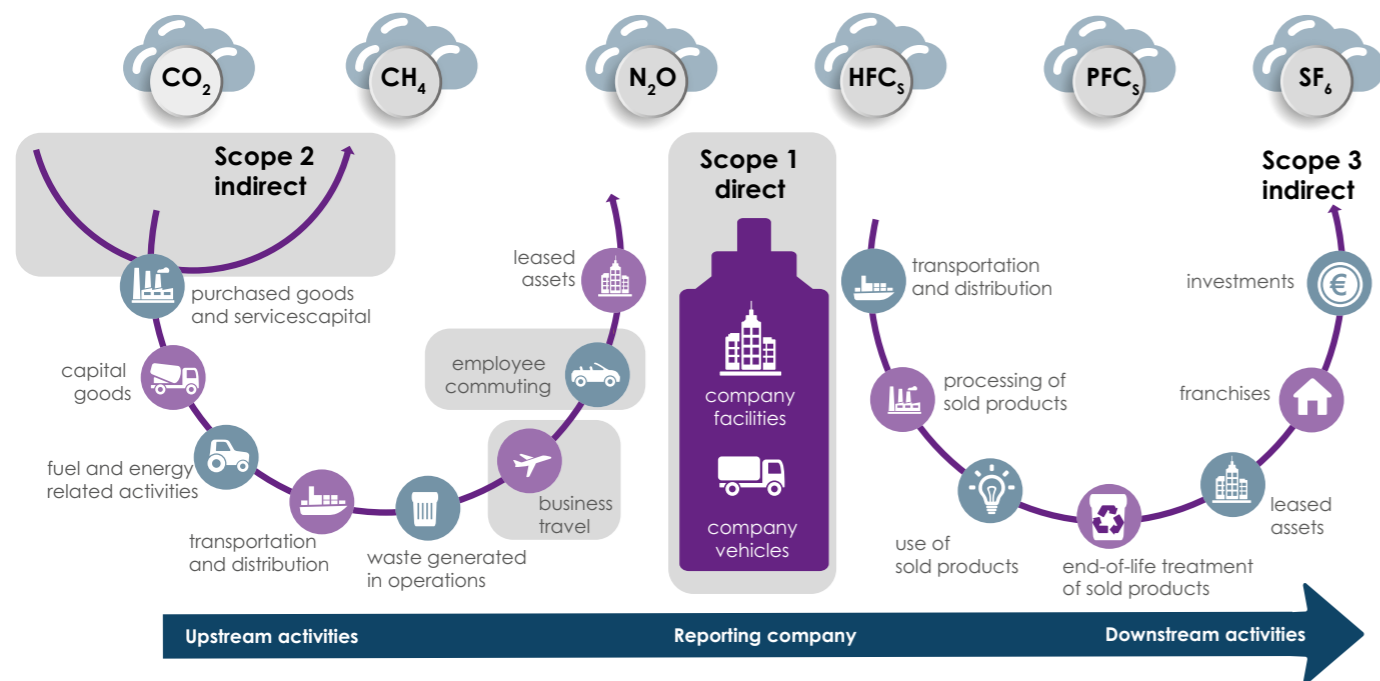 CO₂
CH₄
N₂O
HFCₛ
PFCₛ
SF₆
Scope 2
indirect
purchased goods
and servicescapital
capital
goods
fuel and energy
related activities
transportation
and distribution
waste generated
in operations
business
travel
employee
commuting
leased
assets
Scope 1
direct
company
facilities
company
vehicles
transportation
and distribution
processing of
sold products
use of
sold products
end-of-life treatment
of sold products
leased
assets
franchises
investments
€
Scope 3
indirect
Upstream activities
Reporting company
Downstream activities